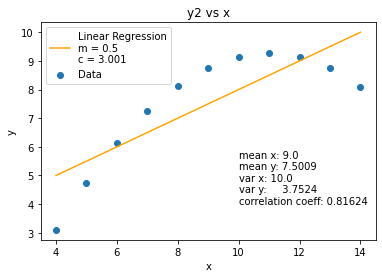 y2 vs x
Linear Regression
m = 0.5
c = 3.001
Data
10
9
8
7
6
5
4
3
y
mean x: 9.0
mean y: 7.5009
var x: 10.0
var y: 3.7524
correlation coeff: 0.81624
4
6
8
10
12
14
x